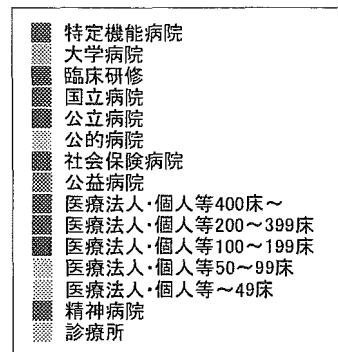 特定機能病院
大学病院
臨床研修
国立病院
公立病院
公的病院
社会保険病院
公益病院
医療法人・個人等400床～
医療法人・個人等200～399床
医療法人・個人等100～199床
医療法人・個人等50～99床
医療法人・個人等～49床
精神病院
診療所